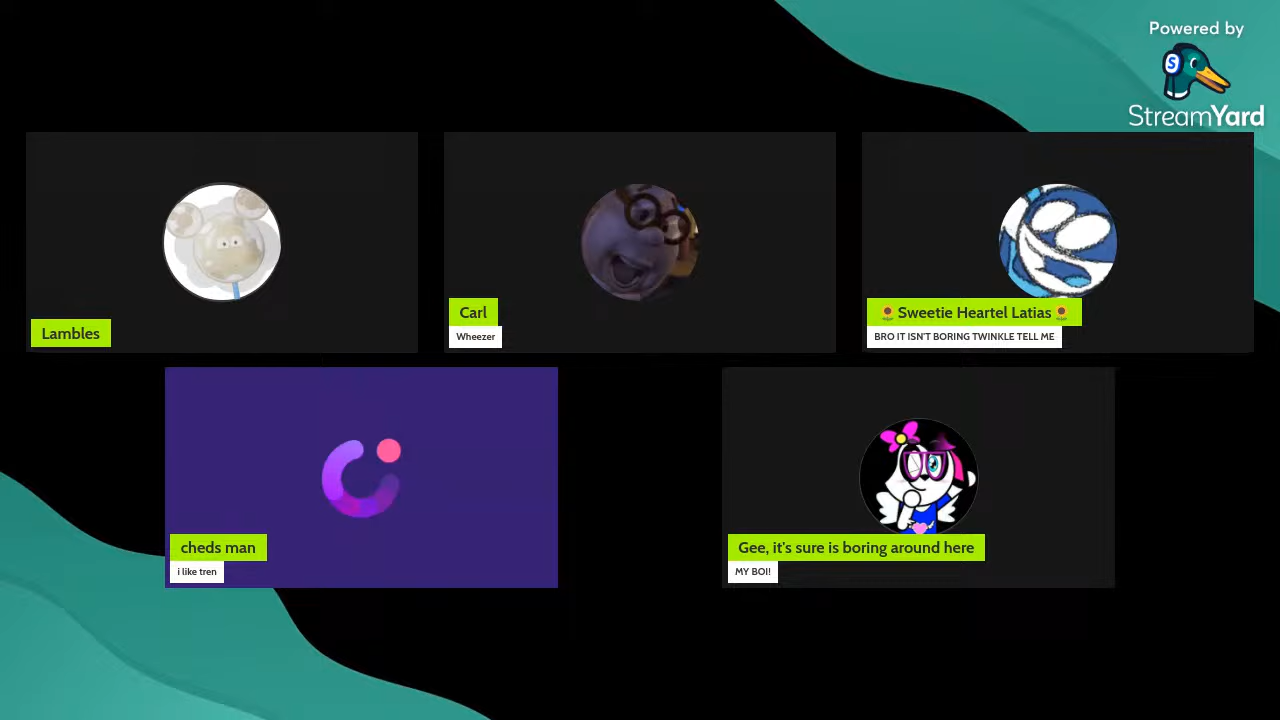 Powered by
StreamYard
Lambles
Carl
Wheezer
🌻Sweetie Heartel Latias🌻
BRO IT ISN'T BORING TWINKLE TELL ME
cheds man
i like tren
Gee, it's sure is boring around here
MY BOI!